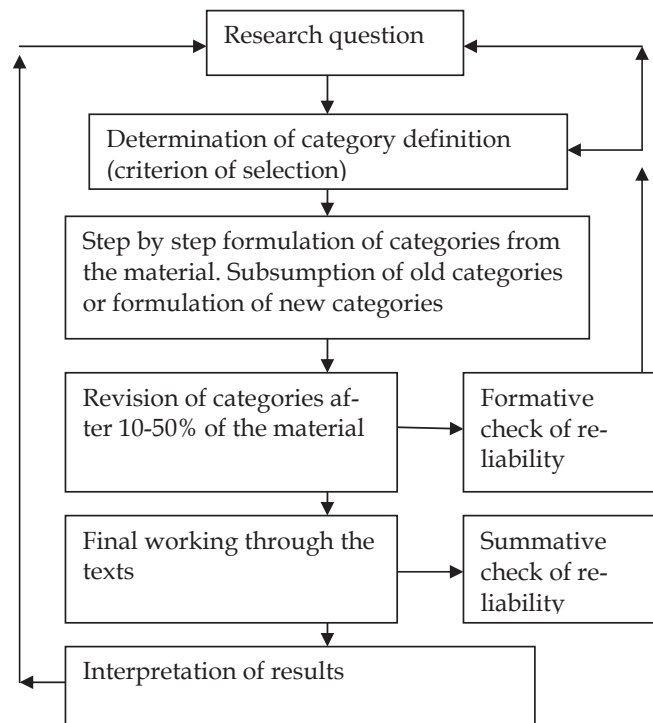 Research question
Determination of category definition
(criterion of selection)
Step by step formulation of categories from
the material. Subsumption of old categories
or formulation of new categories
Revision of categories af-
ter 10-50% of the material
Formative
check of re-
liability
Final working through the
texts
Summative
check of re-
liability
Interpretation of results